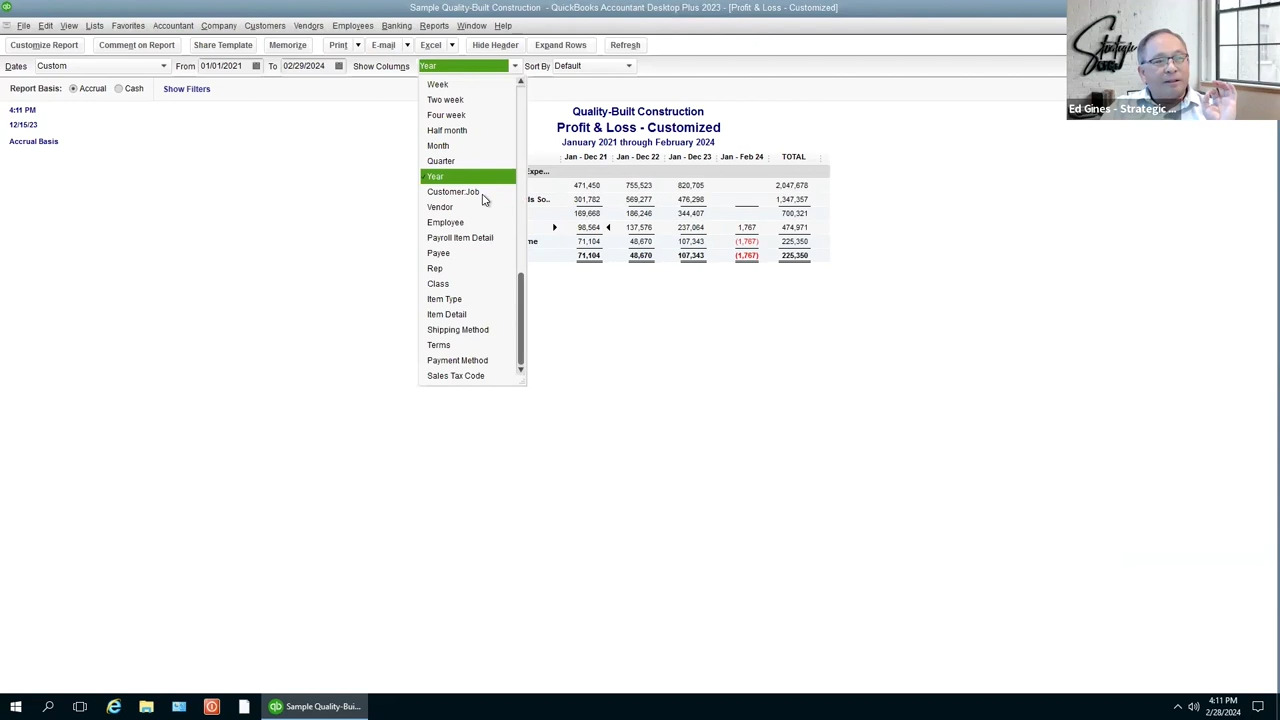 Sample Quality-Built Construction - QuickBooks Accountant Desktop Plus 2023 - [Profit & Loss - Customized]
File Edit View Lists Favorites Accountant Company Customers Vendors Employees Banking Reports Window Help
Customize Report Comment on Report Share Template Memorize Print E-mail Excel Hide Header Expand Rows Refresh
Dates Custom From 01/01/2021 To 02/29/2024 Show Columns Year Sort By Default
Report Basis: Accrual Cash Show Filters
4:11 PM
12/15/23
Accrual Basis
Week
Two week
Four week
Half month
Month
Quarter
Year
Customer:Job
Vendor
Employee
Payroll Item Detail
Payee
Rep
Class
Item Type
Item Detail
Shipping Method
Terms
Payment Method
Sales Tax Code
Quality-Built Construction
Profit & Loss - Customized
January 2021 through February 2024
Jan - Dec 21 Jan - Dec 22 Jan - Dec 23 Jan - Feb 24 TOTAL
Expe...
471,450 755,523 820,705 2,047,678
ls So.. 301,782 569,277 476,298 1,347,357
169,668 186,246 344,407 700,321
98,564 137,576 237,064 1,767 474,971
me 71,104 48,670 107,343 (1,767) 225,350
71,104 48,670 107,343 (1,767) 225,350
Strategic
Ed Gines - Strategic ...
Sample Quality-Bui...
4:11 PM
2/28/2024